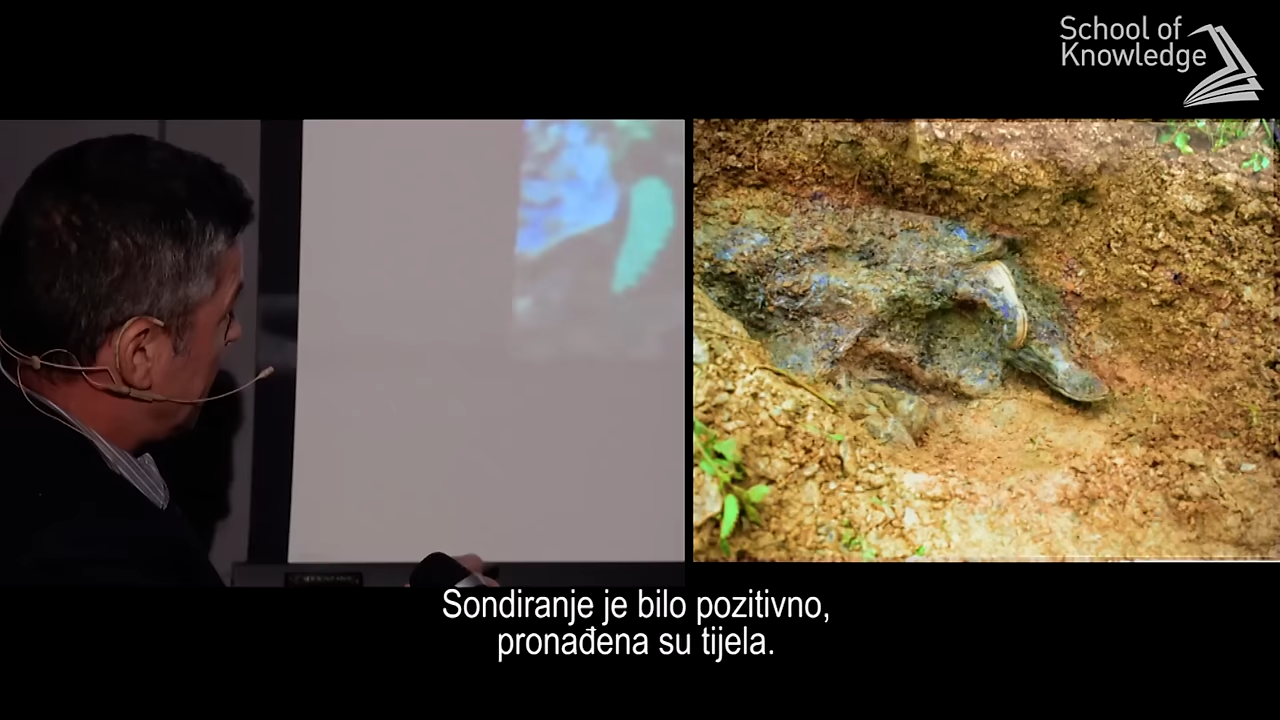 School of
Knowledge
Sondiranje je bilo pozitivno,
pronađena su tijela.